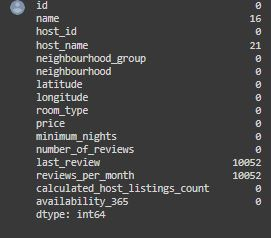 id 0
name 16
host_id 0
host_name 21
neighbourhood_group 0
neighbourhood 0
latitude 0
longitude 0
room_type 0
price 0
minimum_nights 0
number_of_reviews 0
last_review 10052
reviews_per_month 10052
calculated_host_listings_count 0
availability_365 0
dtype: int64